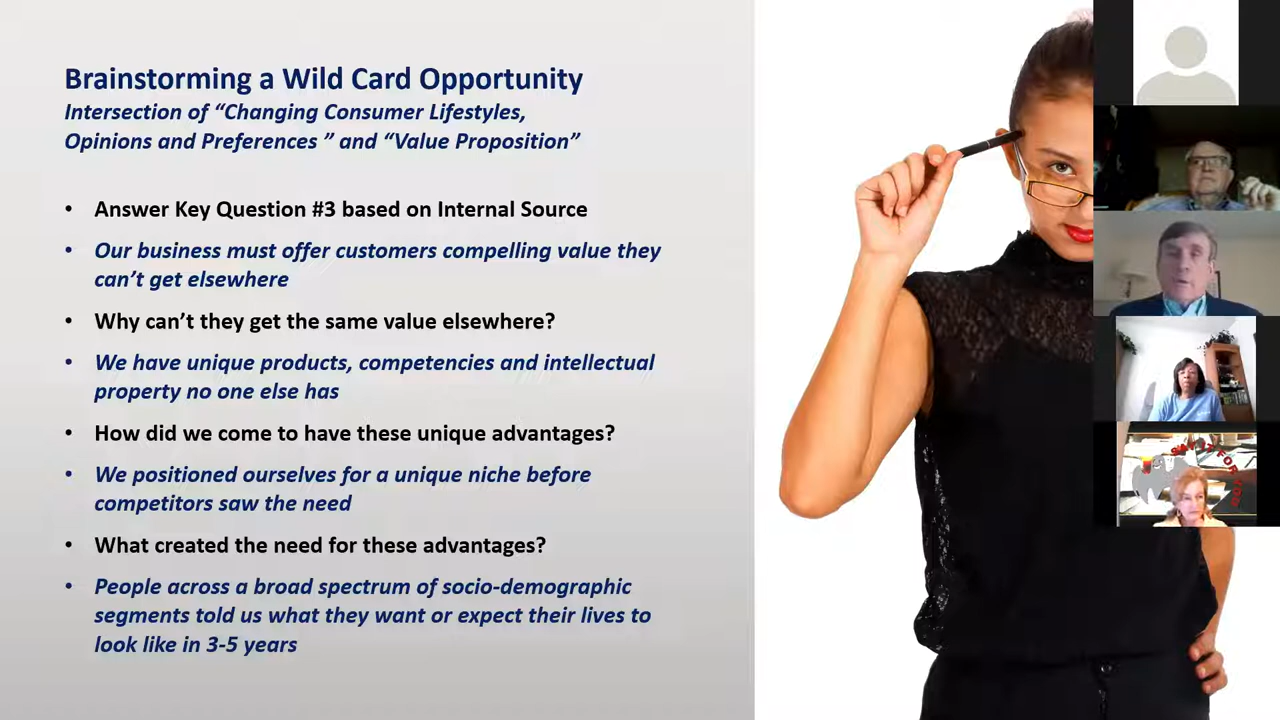 Brainstorming a Wild Card Opportunity
Intersection of “Changing Consumer Lifestyles,
Opinions and Preferences ” and “Value Proposition”
• Answer Key Question #3 based on Internal Source
• Our business must offer customers compelling value they
can’t get elsewhere
• Why can’t they get the same value elsewhere?
• We have unique products, competencies and intellectual
property no one else has
• How did we come to have these unique advantages?
• We positioned ourselves for a unique niche before
competitors saw the need
• What created the need for these advantages?
• People across a broad spectrum of socio-demographic
segments told us what they want or expect their lives to
look like in 3-5 years
IT FOR YOU